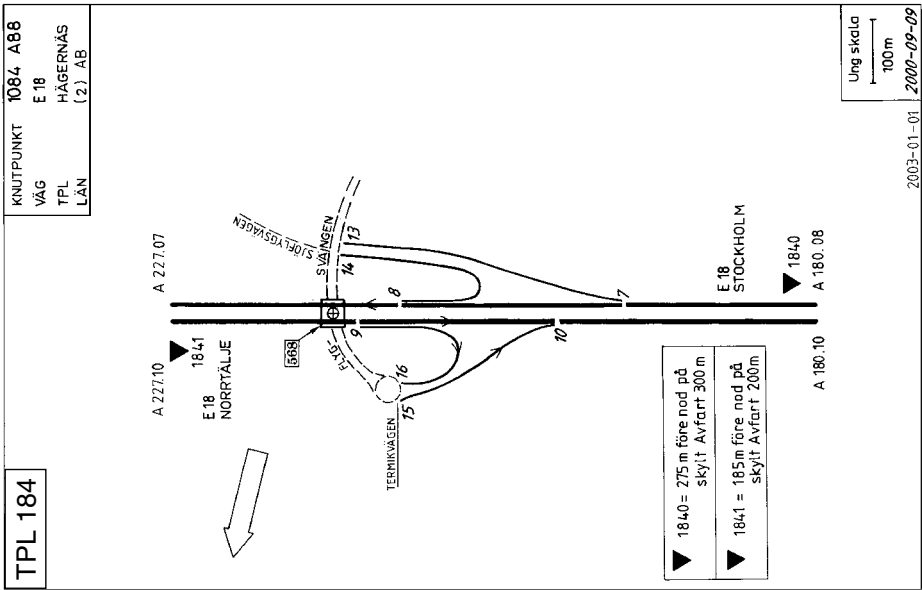 TPL 184
KNUTPUNKT 1084 A88
VÄG E 18
TPL HÄGERNÄS
LÄN (2) AB
A 227.10
A 227.07
1841
E 18
NORRTÄLJE
568
FLYG-
SVÄNGEN
SJÖFLYGSVÄGEN
TERMIKVÄGEN
13
14
8
9
16
15
7
10
E 18
STOCKHOLM
1840
A 180.10
A 180.08
1840 = 275 m före nod på
skylt Avfart 300 m
1841 = 185 m före nod på
skylt Avfart 200 m
Ung skala
100 m
2003-01-01
2000-09-09